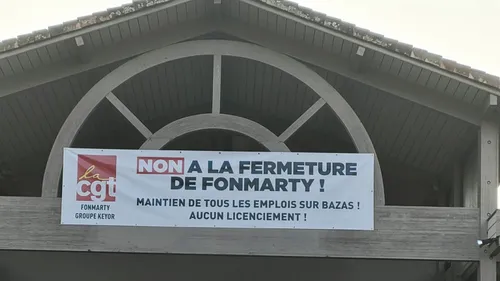 la
cgt
FONMARTY
GROUPE KEYOR
NON A LA FERMETURE
DE FONMARTY !
MAINTIEN DE TOUS LES EMPLOIS SUR BAZAS !
AUCUN LICENCIEMENT !